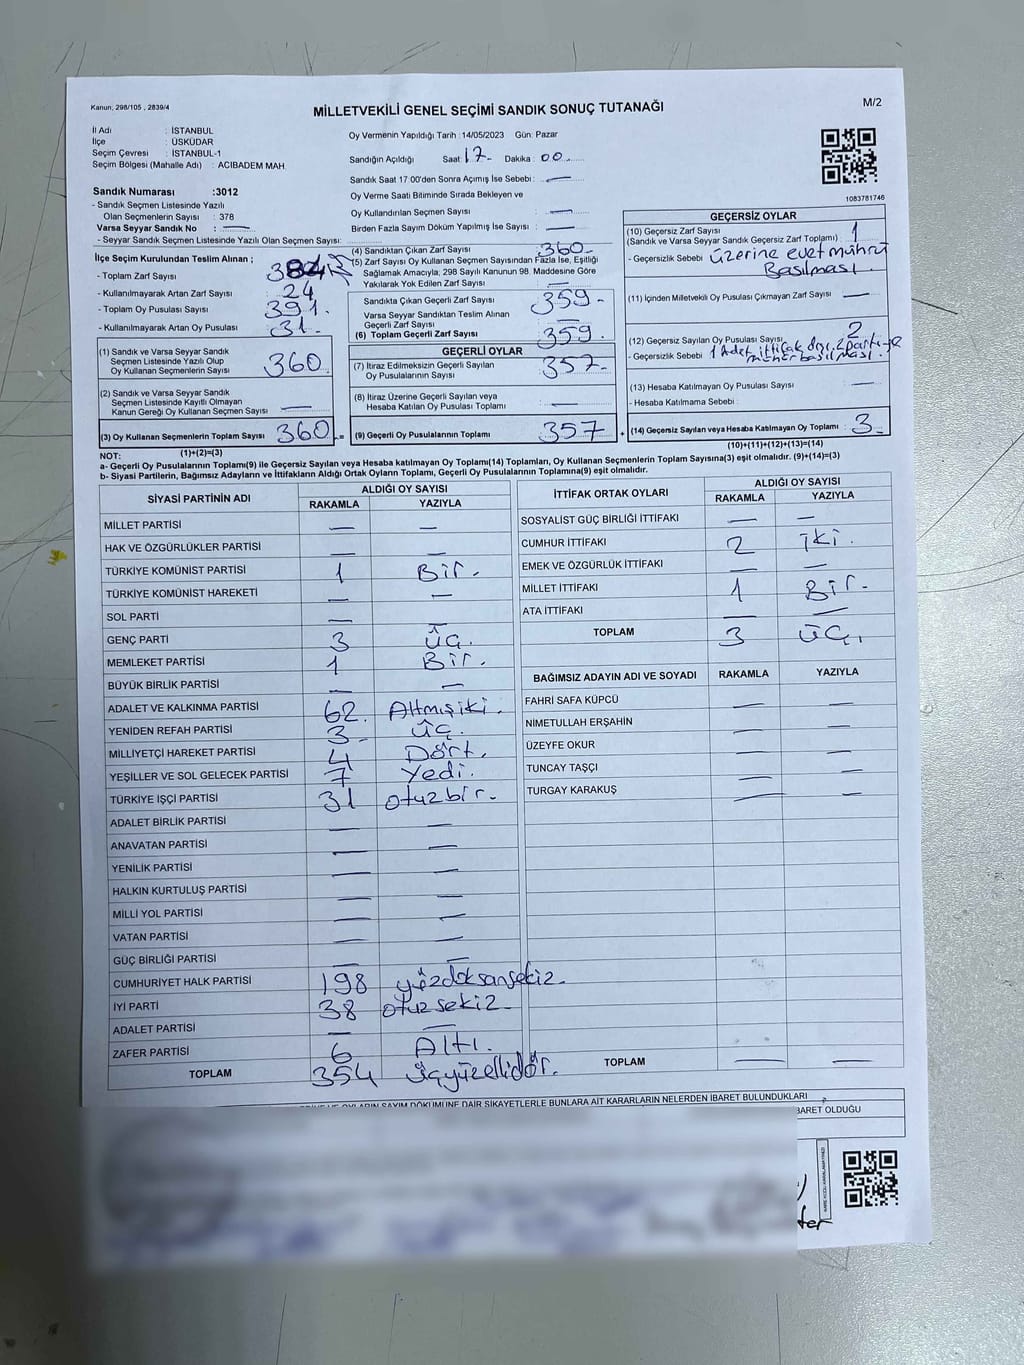 Kanun; 298/105 , 2839/4
MİLLETVEKİLİ GENEL SEÇİMİ SANDIK SONUÇ TUTANAĞI
M/2
İl Adı : İSTANBUL
İlçe : ÜSKÜDAR
Seçim Çevresi : İSTANBUL-1
Seçim Bölgesi (Mahalle Adı) : ACIBADEM MAH.
Sandık Numarası :3012
- Sandık Seçmen Listesinde Yazılı
Olan Seçmenlerin Sayısı : 378
Varsa Seyyar Sandık No : —
- Seyyar Sandık Seçmen Listesinde Yazılı Olan Seçmen Sayısı:
Oy Vermenin Yapıldığı Tarih :14/05/2023 Gün: Pazar
Sandığın Açıldığı Saat: 17- Dakika : 00
Sandık Saat 17:00'den Sonra Açılmış İse Sebebi : —
Oy Verme Saati Bitiminde Sırada Bekleyen ve
Oy Kullandırılan Seçmen Sayısı —
Birden Fazla Sayım Döküm Yapılmış İse Sayısı : —
1083781746
İlçe Seçim Kurulundan Teslim Alınan ;
- Toplam Zarf Sayısı :
- Kullanılmayarak Artan Zarf Sayısı : 24
- Toplam Oy Pusulası Sayısı : 391.
- Kullanılmayarak Artan Oy Pusulası : 31-
(1) Sandık ve Varsa Seyyar Sandık
Seçmen Listesinde Yazılı Olup
Oy Kullanan Seçmenlerin Sayısı 360
(2) Sandık ve Varsa Seyyar Sandık
Seçmen Listesinde Kayıtlı Olmayan
Kanun Gereği Oy Kullanan Seçmen Sayısı —
(3) Oy Kullanan Seçmenlerin Toplam Sayısı 360 =
(4) Sandıktan Çıkan Zarf Sayısı : 360-
(5) Zarf Sayısı Oy Kullanan Seçmen Sayısından Fazla İse, Eşitliği
Sağlamak Amacıyla; 298 Sayılı Kanunun 98. Maddesine Göre
Yakılarak Yok Edilen Zarf Sayısı : —
Sandıkta Çıkan Geçerli Zarf Sayısı 359-
Varsa Seyyar Sandıktan Teslim Alınan
Geçerli Zarf Sayısı —
(6) Toplam Geçerli Zarf Sayısı 359.
GEÇERLİ OYLAR
(7) İtiraz Edilmeksizin Geçerli Sayılan
Oy Pusulalarının Sayısı 357-
(8) İtiraz Üzerine Geçerli Sayılan veya
Hesaba Katılan Oy Pusulası Toplamı —
(9) Geçerli Oy Pusulalarının Toplamı 357 +
GEÇERSİZ OYLAR
(10) Geçersiz Zarf Sayısı 1
(Sandık ve Varsa Seyyar Sandık Geçersiz Zarf Toplamı) :
- Geçersizlik Sebebi : Üzerine evet mührü
Basılması.
(11) İçinden Milletvekili Oy Pusulası Çıkmayan Zarf Sayısı : —
(12) Geçersiz Sayılan Oy Pusulası Sayısı : 2
- Geçersizlik Sebebi 1 Adet ittifak dışı, 2 partiye
mühür basılması.
(13) Hesaba Katılmayan Oy Pusulası Sayısı : —
- Hesaba Katılmama Sebebi :
(14) Geçersiz Sayılan veya Hesaba Katılmayan Oy Toplamı : 3-
NOT: (1)+(2)=(3)
(10)+(11)+(12)+(13)=(14)
a- Geçerli Oy Pusulalarının Toplamı(9) ile Geçersiz Sayılan veya Hesaba katılmayan Oy Toplamı(14) Toplamları, Oy Kullanan Seçmenlerin Toplam Sayısına(3) eşit olmalıdır. (9)+(14)=(3)
b- Siyasi Partilerin, Bağımsız Adayların ve İttifakların Aldığı Ortak Oyların Toplamı, Geçerli Oy Pusulalarının Toplamına(9) eşit olmalıdır.
SİYASİ PARTİNİN ADI
ALDIĞI OY SAYISI
RAKAMLA YAZIYLA
MİLLET PARTİSİ — —
HAK VE ÖZGÜRLÜKLER PARTİSİ — —
TÜRKİYE KOMÜNİST PARTİSİ 1 Bir.
TÜRKİYE KOMÜNİST HAREKETİ — —
SOL PARTİ — —
GENÇ PARTİ 3 Üç.
MEMLEKET PARTİSİ 1 Bir.
BÜYÜK BİRLİK PARTİSİ — —
ADALET VE KALKINMA PARTİSİ 62. Altmışiki.
YENİDEN REFAH PARTİSİ 3- Üç.
MİLLİYETÇİ HAREKET PARTİSİ 4 Dört.
YEŞİLLER VE SOL GELECEK PARTİSİ 7 Yedi.
TÜRKİYE İŞÇİ PARTİSİ 31 otuzbir.
ADALET BİRLİK PARTİSİ — —
ANAVATAN PARTİSİ — —
YENİLİK PARTİSİ — —
HALKIN KURTULUŞ PARTİSİ — —
MİLLİ YOL PARTİSİ — —
VATAN PARTİSİ — —
GÜÇ BİRLİĞİ PARTİSİ — —
CUMHURİYET HALK PARTİSİ 198 yüzdoksansekiz.
İYİ PARTİ 38 otuzsekiz
ADALET PARTİSİ — —
ZAFER PARTİSİ 6 Altı.
TOPLAM 354 Üçyüzellidör.
İTTİFAK ORTAK OYLARI
ALDIĞI OY SAYISI
RAKAMLA YAZIYLA
SOSYALİST GÜÇ BİRLİĞİ İTTİFAKI — —
CUMHUR İTTİFAKI 2 iki.
EMEK VE ÖZGÜRLÜK İTTİFAKI — —
MİLLET İTTİFAKI 1 Bir.
ATA İTTİFAKI — —
TOPLAM 3 Üç.
BAĞIMSIZ ADAYIN ADI VE SOYADI RAKAMLA YAZIYLA
FAHRİ SAFA KÜPCÜ — —
NİMETULLAH ERŞAHİN — —
ÜZEYFE OKUR — —
TUNCAY TAŞÇI — —
TURGAY KARAKUŞ — —
TOPLAM — —
OYLARIN SAYIM DÖKÜMÜNE DAİR ŞİKAYETLERLE BUNLARA AİT KARARLARIN NELERDEN İBARET BULUNDUKLARI
BARET OLDUĞU